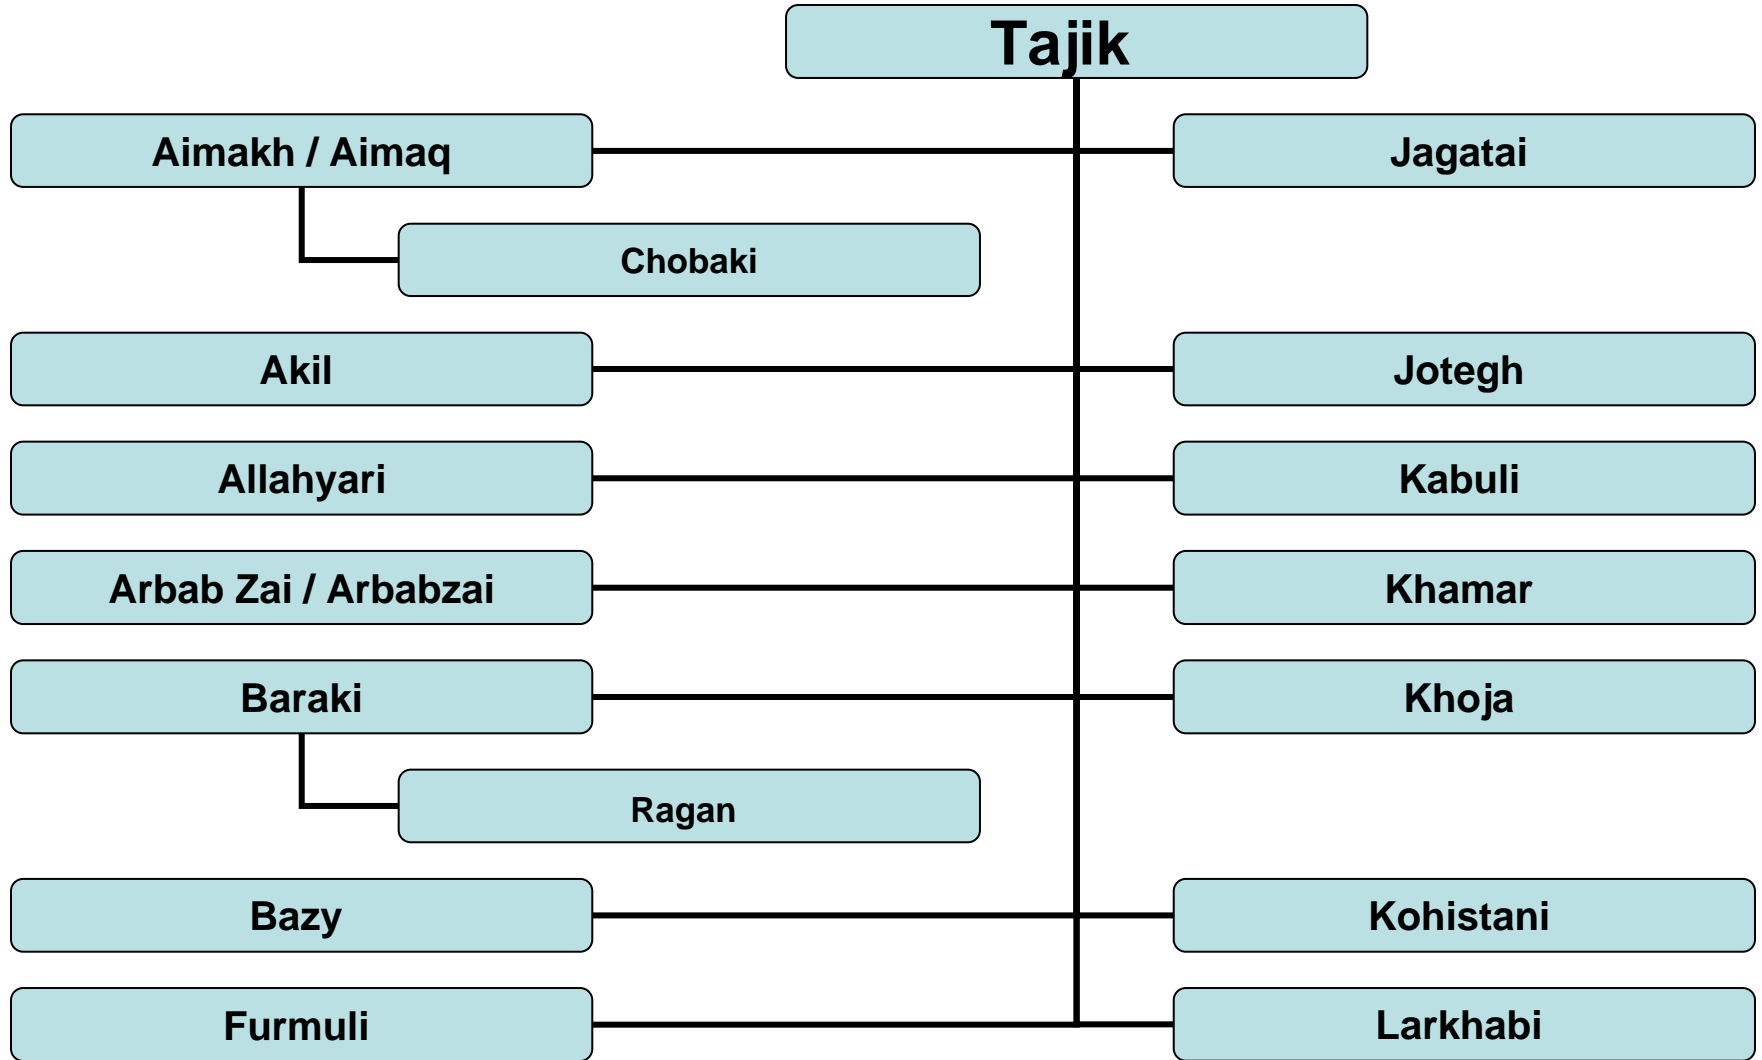 Tajik
Aimakh / Aimaq
Jagatai
Chobaki
Akil
Jotegh
Allahyari
Kabuli
Arbab Zai / Arbabzai
Khamar
Baraki
Khoja
Ragan
Bazy
Kohistani
Furmuli
Larkhabi